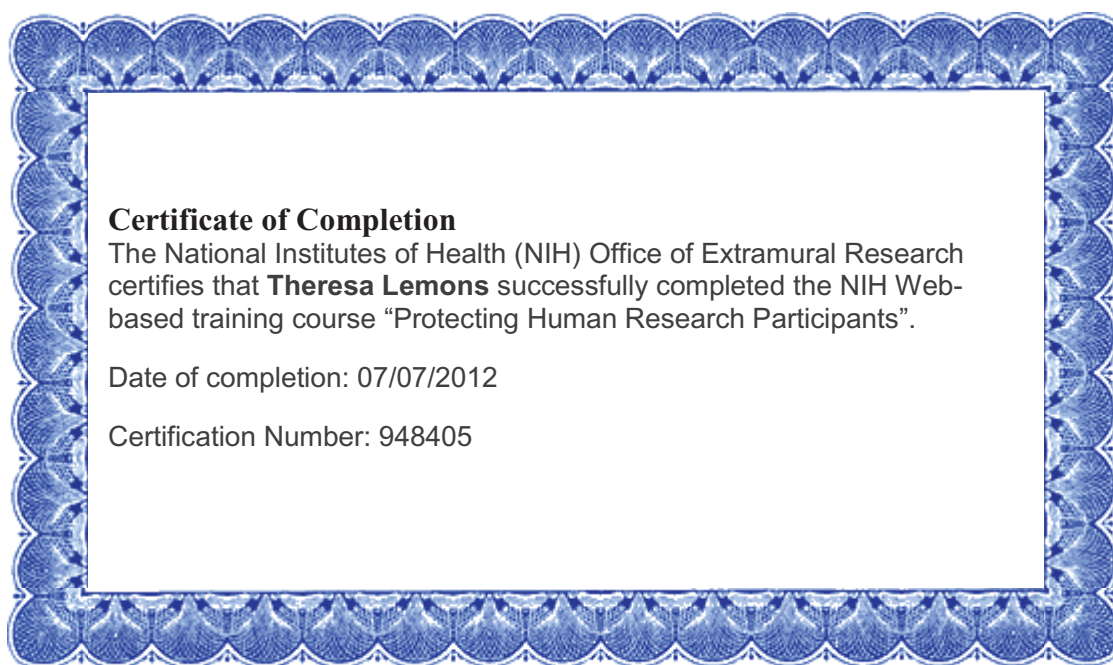 Certificate of Completion
The National Institutes of Health (NIH) Office of Extramural Research
certifies that Theresa Lemons successfully completed the NIH Web-
based training course “Protecting Human Research Participants”.
Date of completion: 07/07/2012
Certification Number: 948405